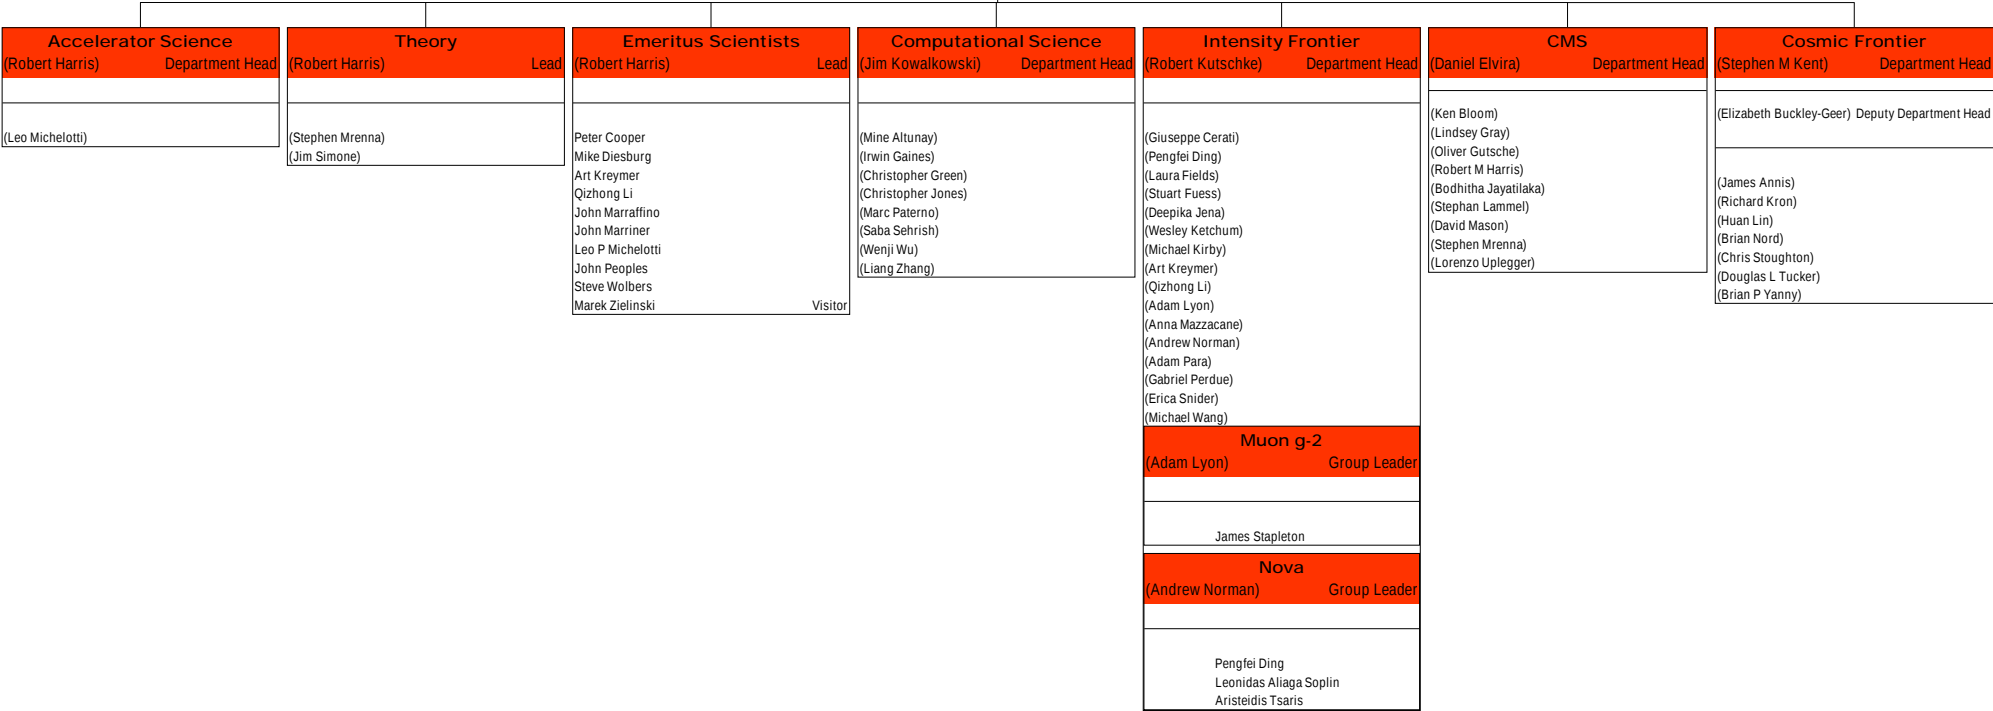 Accelerator Science
(Robert Harris) Department Head
(Leo Michelotti)
Theory
(Robert Harris) Lead
(Stephen Mrenna)
(Jim Simone)
Emeritus Scientists
(Robert Harris) Lead
Peter Cooper
Mike Diesburg
Art Kreymer
Qizhong Li
John Marraffino
John Marriner
Leo P Michelotti
John Peoples
Steve Wolbers
Marek Zielinski Visitor
Computational Science
(Jim Kowalkowski) Department Head
(Mine Altunay)
(Irwin Gaines)
(Christopher Green)
(Christopher Jones)
(Marc Paterno)
(Saba Sehrish)
(Wenji Wu)
(Liang Zhang)
Intensity Frontier
(Robert Kutschke) Department Head
(Giuseppe Cerati)
(Pengfei Ding)
(Laura Fields)
(Stuart Fuess)
(Deepika Jena)
(Wesley Ketchum)
(Michael Kirby)
(Art Kreymer)
(Qizhong Li)
(Adam Lyon)
(Anna Mazzacane)
(Andrew Norman)
(Adam Para)
(Gabriel Perdue)
(Erica Snider)
(Michael Wang)
Muon g-2
(Adam Lyon) Group Leader
James Stapleton
Nova
(Andrew Norman) Group Leader
Pengfei Ding
Leonidas Aliaga Soplin
Aristeidis Tsaris
CMS
(Daniel Elvira) Department Head
(Ken Bloom)
(Lindsey Gray)
(Oliver Gutsche)
(Robert M Harris)
(Bodhitha Jayatilaka)
(Stephan Lammel)
(David Mason)
(Stephen Mrenna)
(Lorenzo Uplegger)
Cosmic Frontier
(Stephen M Kent) Department Head
(Elizabeth Buckley-Geer) Deputy Department Head
(James Annis)
(Richard Kron)
(Huan Lin)
(Brian Nord)
(Chris Stoughton)
(Douglas L Tucker)
(Brian P Yanny)